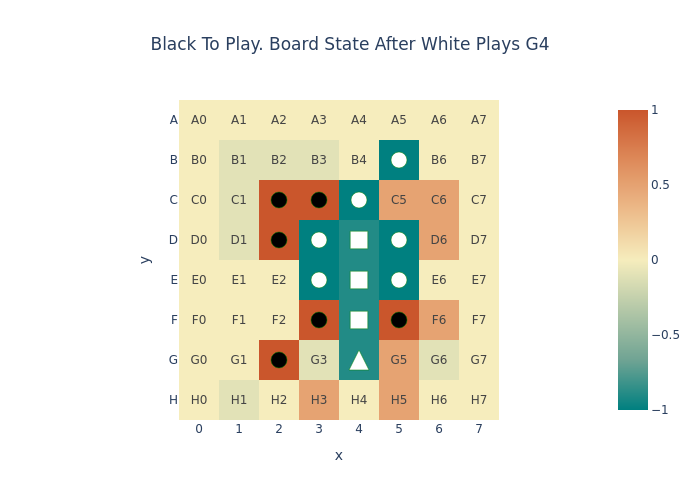 Black To Play. Board State After White Plays G4
A A0 A1 A2 A3 A4 A5 A6 A7
B B0 B1 B2 B3 B4 B6 B7
C C0 C1 C5 C6 C7
D D0 D1 D6 D7
E E0 E1 E2 E6 E7
F F0 F1 F2 F6 F7
G G0 G1 G3 G5 G6 G7
H H0 H1 H2 H3 H4 H5 H6 H7
0 1 2 3 4 5 6 7
x
y
1
0.5
0
−0.5
−1